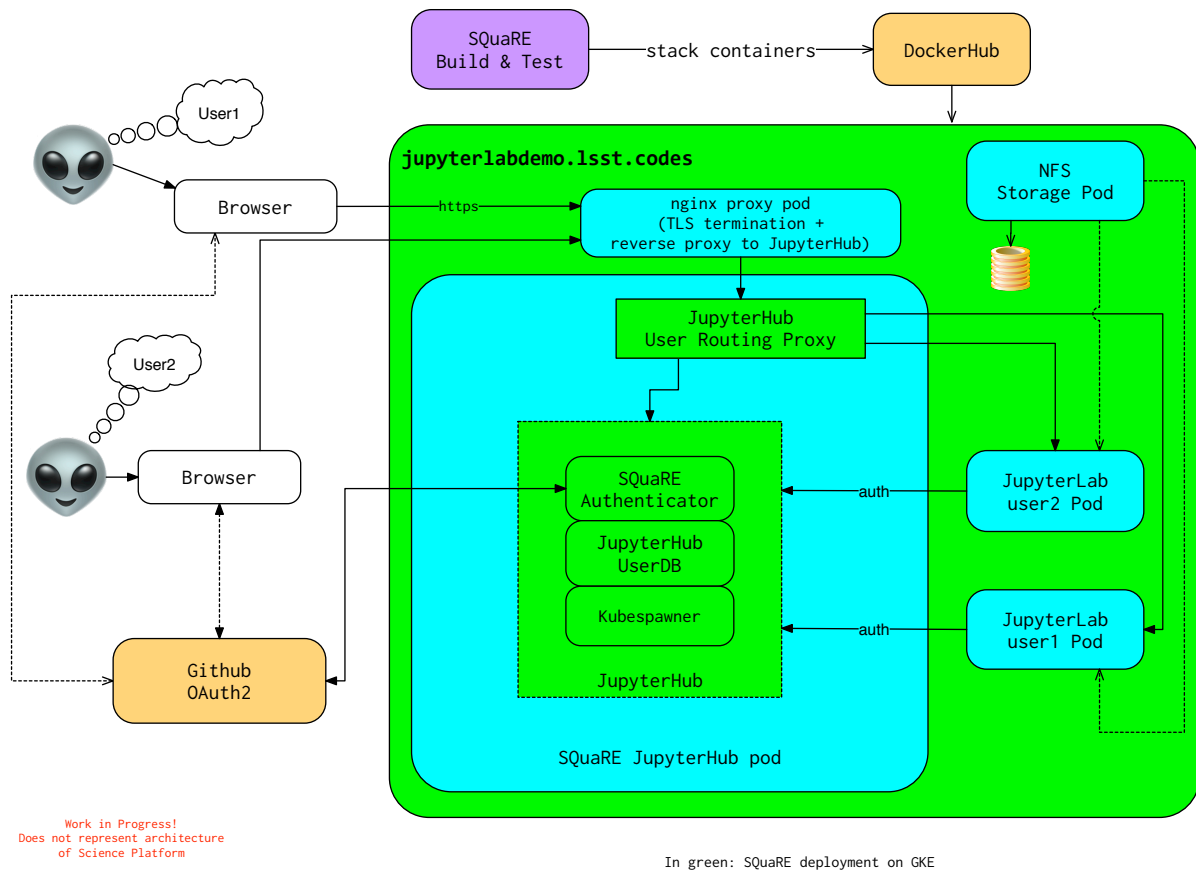 SQuaRE
Build & Test
stack containers
DockerHub
User1
jupyterlabdemo.lsst.codes
NFS
Storage Pod
Browser
https
nginx proxy pod
(TLS termination +
reverse proxy to JupyterHub)
JupyterHub
User Routing Proxy
User2
Browser
SQuaRE
Authenticator
auth
JupyterLab
user2 Pod
JupyterHub
UserDB
Kubespawner
auth
JupyterLab
user1 Pod
Github
OAuth2
JupyterHub
SQuaRE JupyterHub pod
Work in Progress!
Does not represent architecture
of Science Platform
In green: SQuaRE deployment on GKE